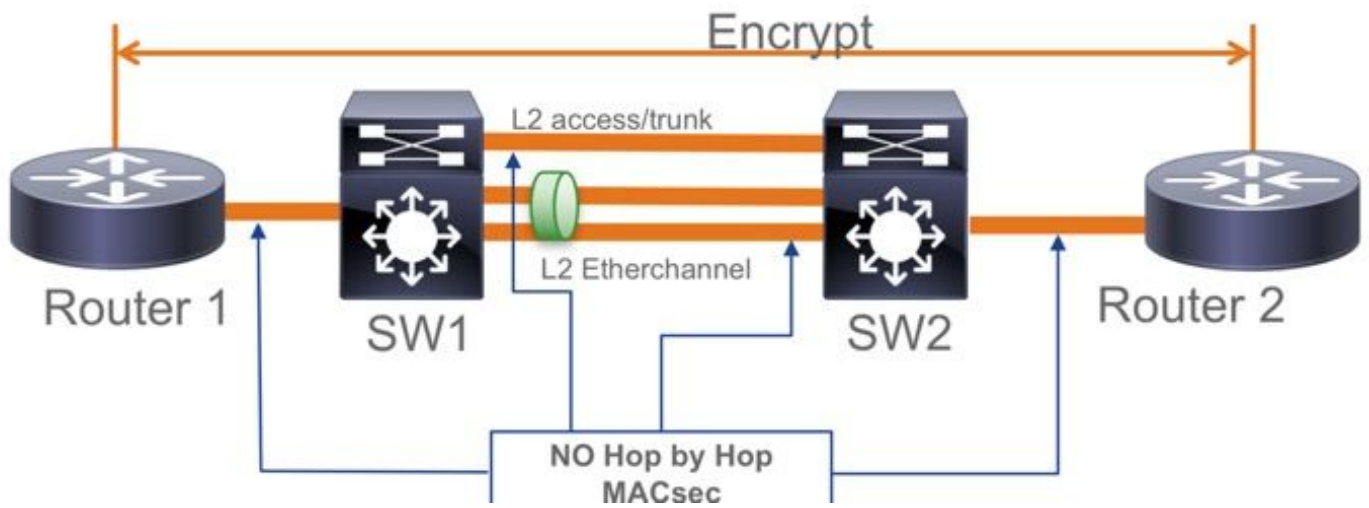 Encrypt
L2 access/trunk
L2 Etherchannel
Router 1
SW1
SW2
Router 2
NO Hop by Hop
MACsec